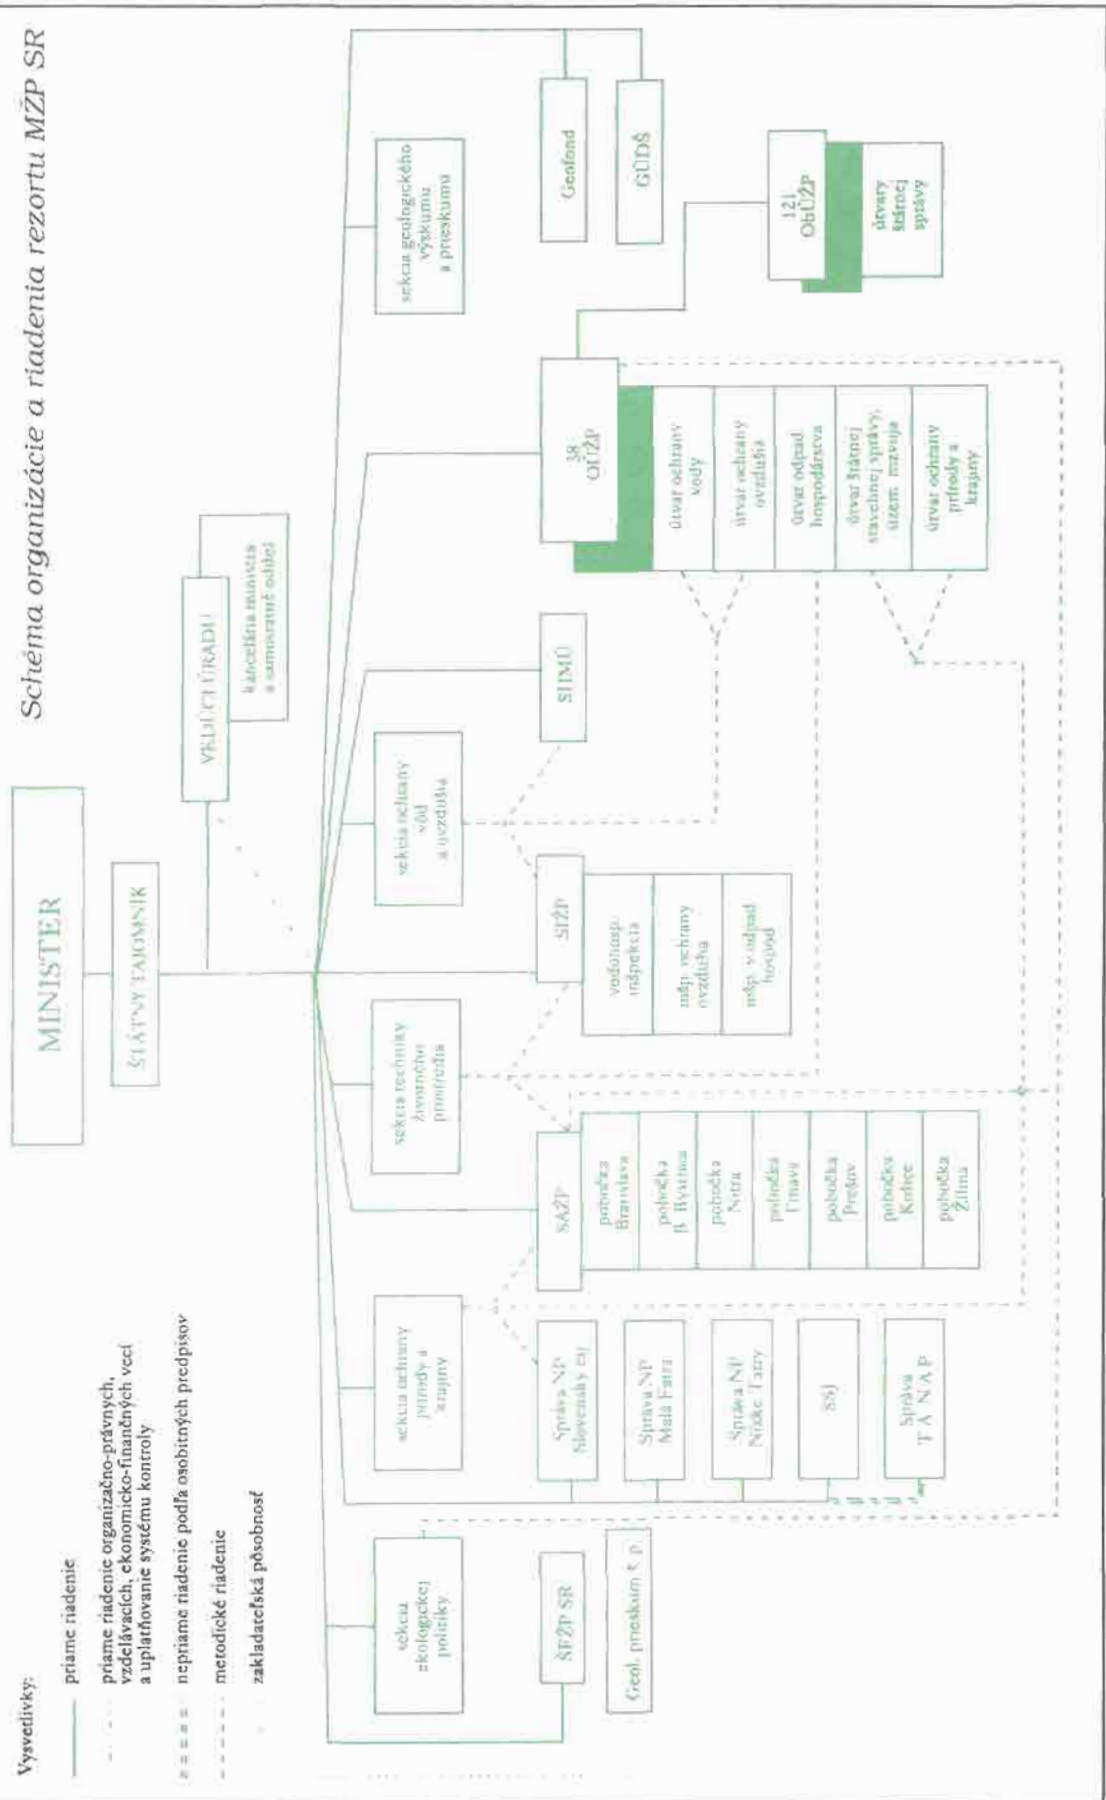 Schéma organizácie a riadenia rezortu MŽP SR
Vysvetlivky:
priame riadenie
priame riadenie organizačno-právnych,
vzdelávacích, ekonomicko-finančných vecí
a uplatňovanie systému kontroly
nepriame riadenie podľa osobitných predpisov
metodické riadenie
zakladateľská pôsobnosť
MINISTER
ŠTÁTNY TAJOMNÍK
VEDÚCI ÚRADU
kancelária ministra
a samostatné oddel
sekcia
ekologickej
politiky
sekcia ochrany
prírody a
krajiny
sekcia techniky
životného
prostredia
sekcia ochrany
vôd
a ovzdušia
sekcia geologického
výskumu
a prieskumu
ŠFŽP SR
Geol. prieskum š. p.
Správa NP
Slovenský raj
Správa NP
Malá Fatra
Správa NP
Nízke Tatry
SSJ
Správa
T A N A P
SAŽP
pobočka
Bratislava
pobočka
B Bystrica
pobočka
Nitra
pobočka
Trnava
pobočka
Prešov
pobočka
Košice
pobočka
Žilina
SIŽP
vodohosp.
inšpekcia
inšp. ochrany
ovzdušia
inšp. v odpad
hospod
SHMÚ
38
OÚŽP
útvar ochrany
vody
útvar ochrany
ovzdušia
útvar odpad.
hospodárstva
útvar štátnej
stavebnej správy,
územ. rozvoja
útvar ochrany
prírody a
krajiny
Geofond
GÚDŠ
121
ObÚŽP
útvary
štátnej
správy